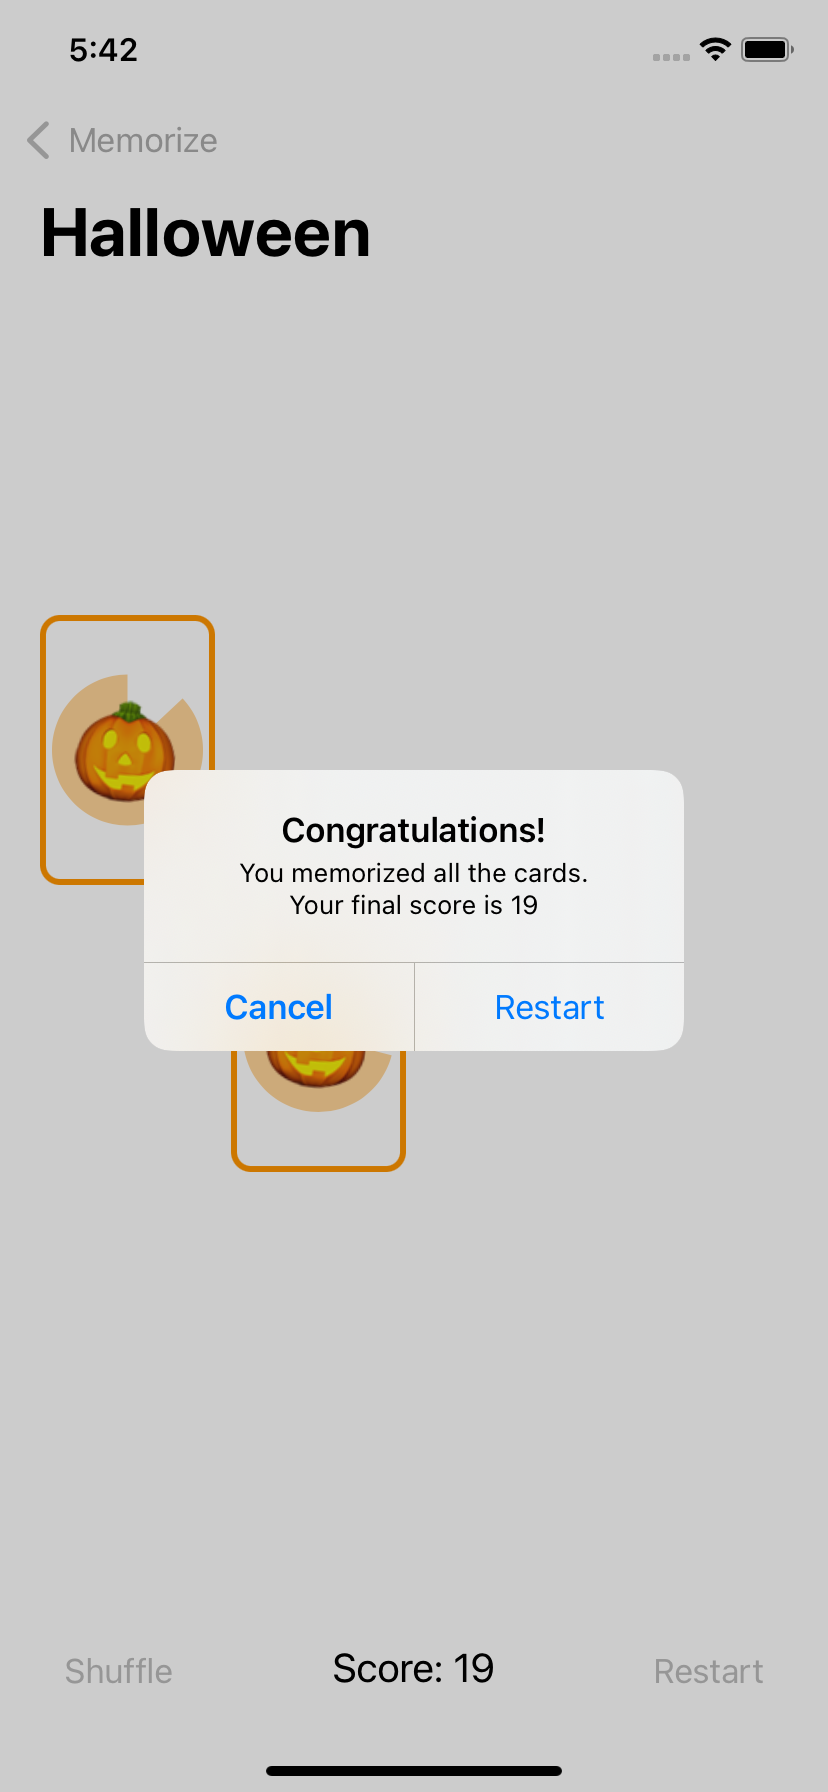 5:42
Memorize
Halloween
Congratulations!
You memorized all the cards.
Your final score is 19
Cancel
Restart
Shuffle
Score: 19
Restart